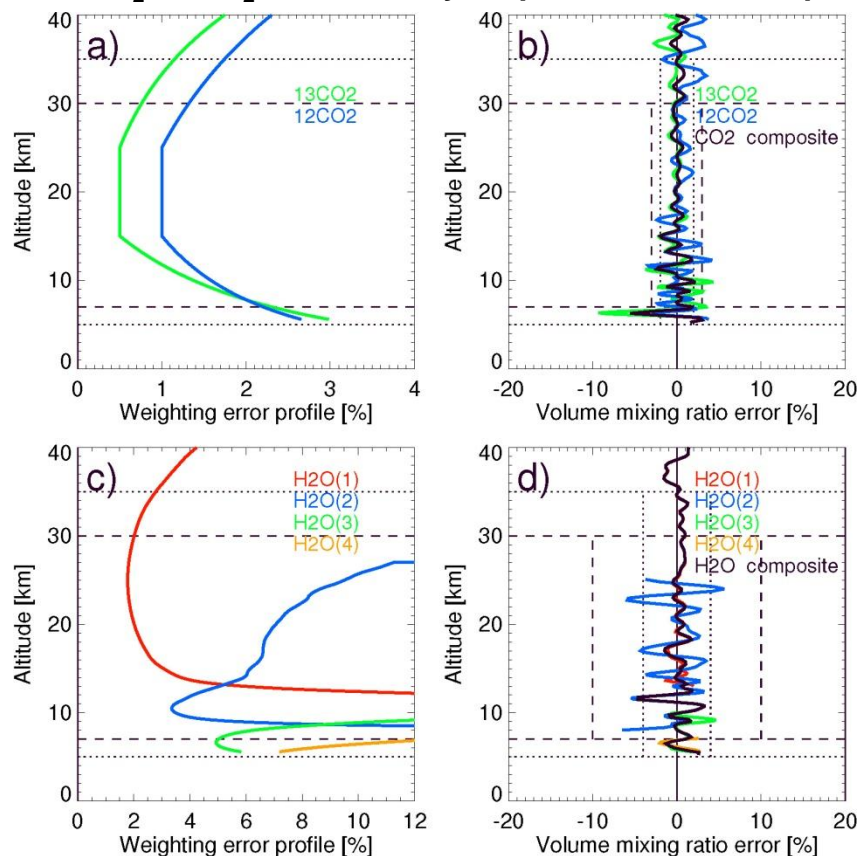 a)
40
30
20
10
0
Altitude [km]
13CO2
12CO2
0 1 2 3 4
Weighting error profile [%]
b)
40
30
20
10
0
Altitude [km]
13CO2
12CO2
CO2 composite
-20 -10 0 10 20
Volume mixing ratio error [%]
c)
40
30
20
10
0
Altitude [km]
H2O(1)
H2O(2)
H2O(3)
H2O(4)
0 2 4 6 8 10 12
Weighting error profile [%]
d)
40
30
20
10
0
Altitude [km]
H2O(1)
H2O(2)
H2O(3)
H2O(4)
H2O composite
-20 -10 0 10 20
Volume mixing ratio error [%]